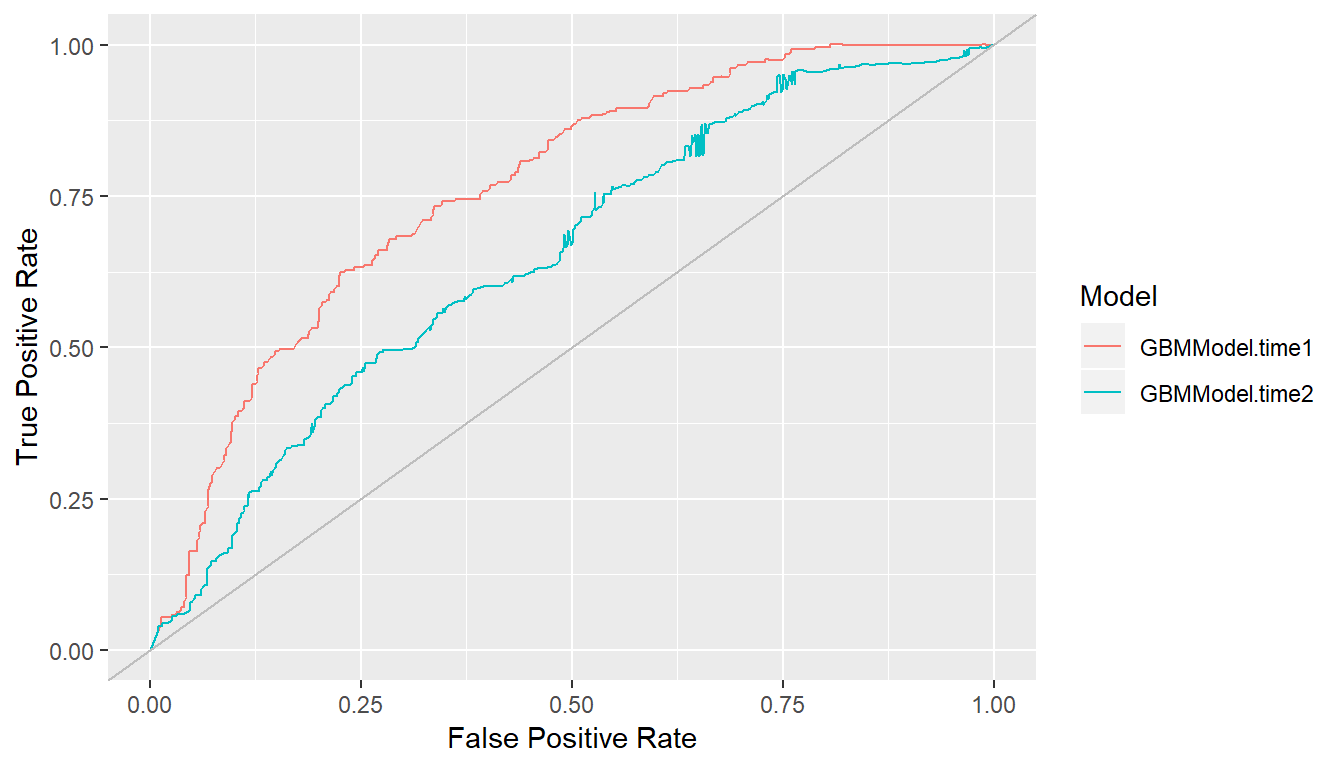 1.00
0.75
0.50
0.25
0.00
True Positive Rate
0.00 0.25 0.50 0.75 1.00
False Positive Rate
Model
GBMModel.time1
GBMModel.time2